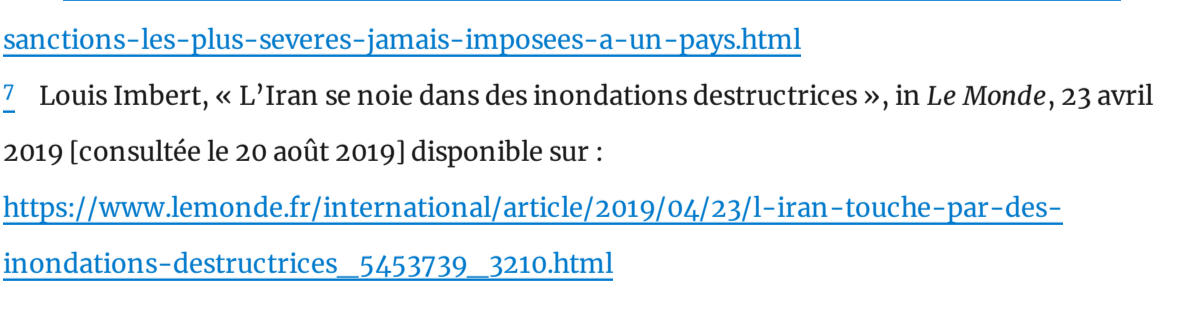 sanctions-les-plus-severes-jamais-imposees-a-un-pays.html
7 Louis Imbert, « L’Iran se noie dans des inondations destructrices », in Le Monde, 23 avril
2019 [consultée le 20 août 2019] disponible sur :
https://www.lemonde.fr/international/article/2019/04/23/l-iran-touche-par-des-
inondations-destructrices_5453739_3210.html